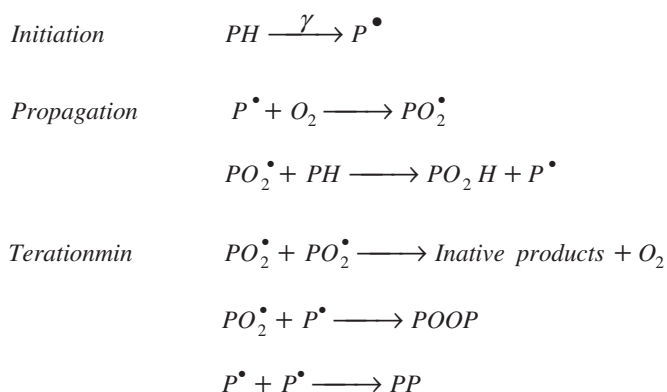 Initiation PH —γ→ P•
Propagation P• + O₂ ⟶ PO₂•
PO₂• + PH ⟶ PO₂H + P•
Terationmin PO₂• + PO₂• ⟶ Inative products + O₂
PO₂• + P• ⟶ POOP
P• + P• ⟶ PP